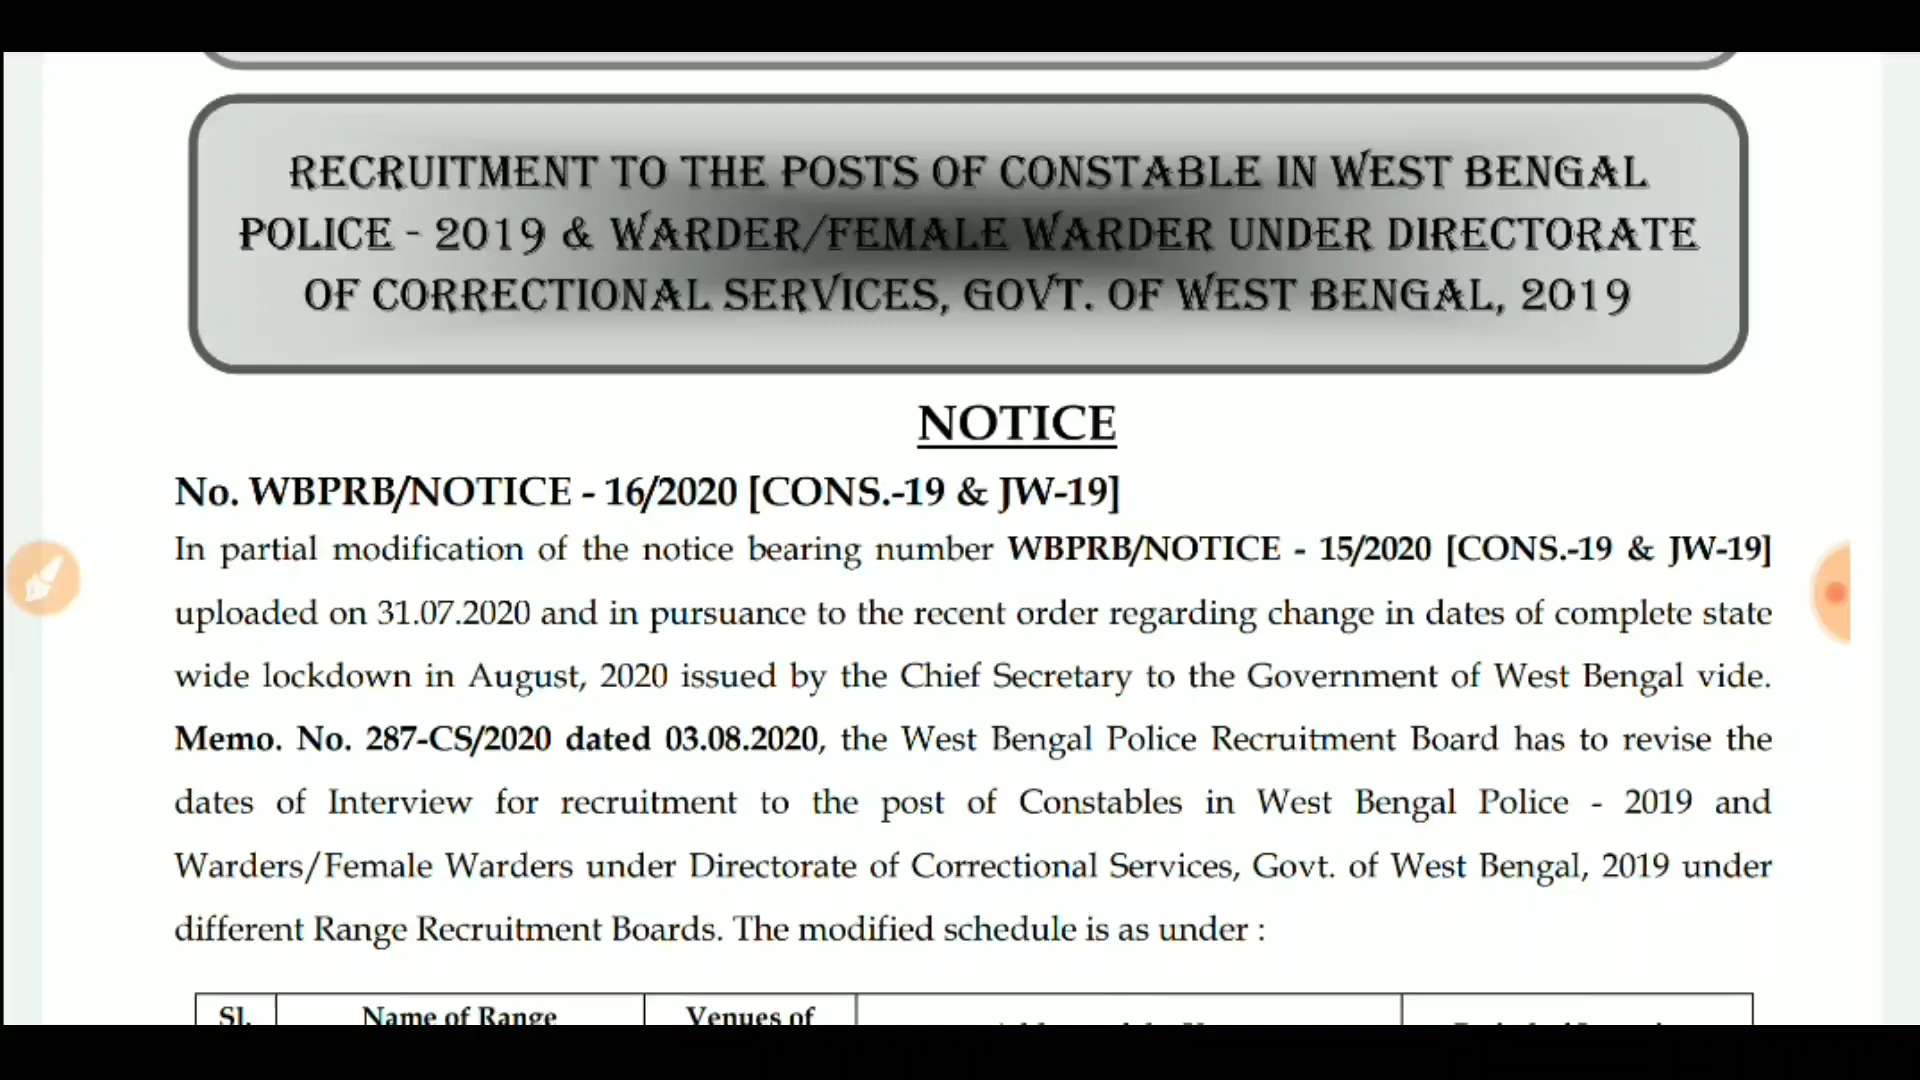 RECRUITMENT TO THE POSTS OF CONSTABLE IN WEST BENGAL
POLICE - 2019 & WARDER/FEMALE WARDER UNDER DIRECTORATE
OF CORRECTIONAL SERVICES, GOVT. OF WEST BENGAL, 2019
NOTICE
No. WBPRB/NOTICE - 16/2020 [CONS.-19 & JW-19]
In partial modification of the notice bearing number WBPRB/NOTICE - 15/2020 [CONS.-19 & JW-19]
uploaded on 31.07.2020 and in pursuance to the recent order regarding change in dates of complete state
wide lockdown in August, 2020 issued by the Chief Secretary to the Government of West Bengal vide.
Memo. No. 287-CS/2020 dated 03.08.2020, the West Bengal Police Recruitment Board has to revise the
dates of Interview for recruitment to the post of Constables in West Bengal Police - 2019 and
Warders/Female Warders under Directorate of Correctional Services, Govt. of West Bengal, 2019 under
different Range Recruitment Boards. The modified schedule is as under :
Sl. Name of Range Venues of